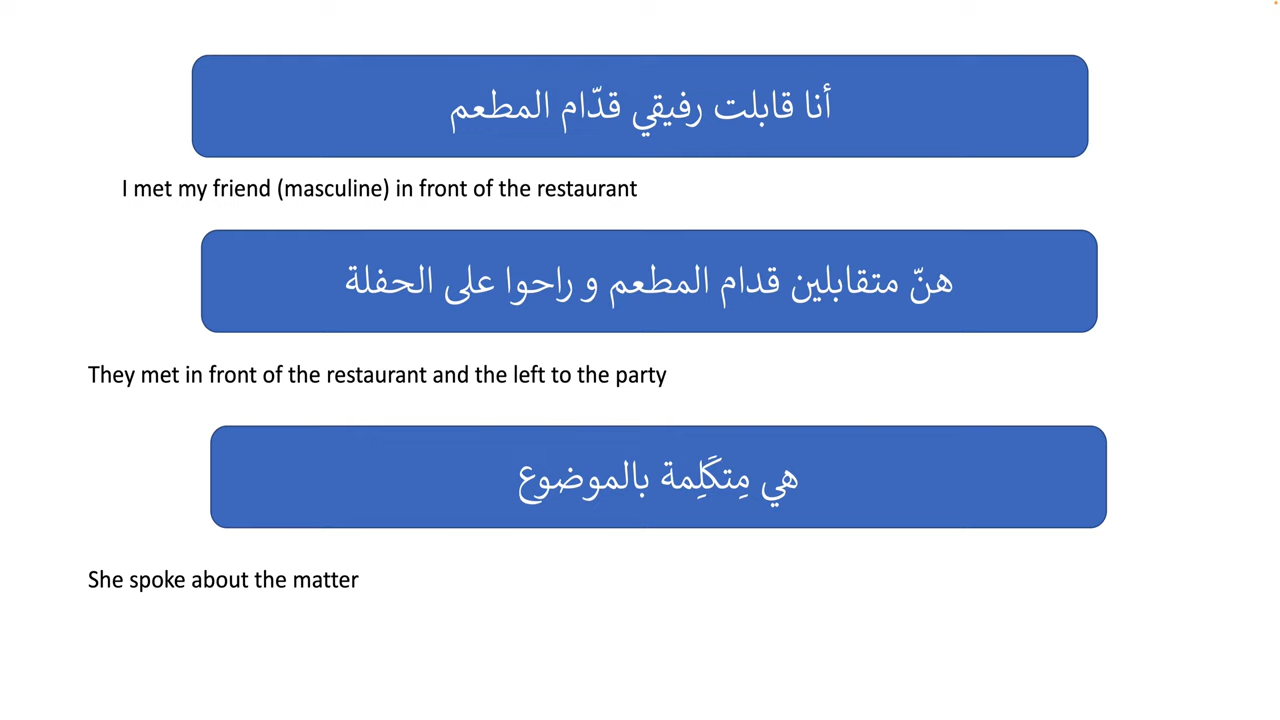 أنا قابلت رفيقي قدّام المطعم
I met my friend (masculine) in front of the restaurant
هنّ متقابلين قدام المطعم و راحوا على الحفلة
They met in front of the restaurant and the left to the party
هي مِتكَلِمة بالموضوع
She spoke about the matter